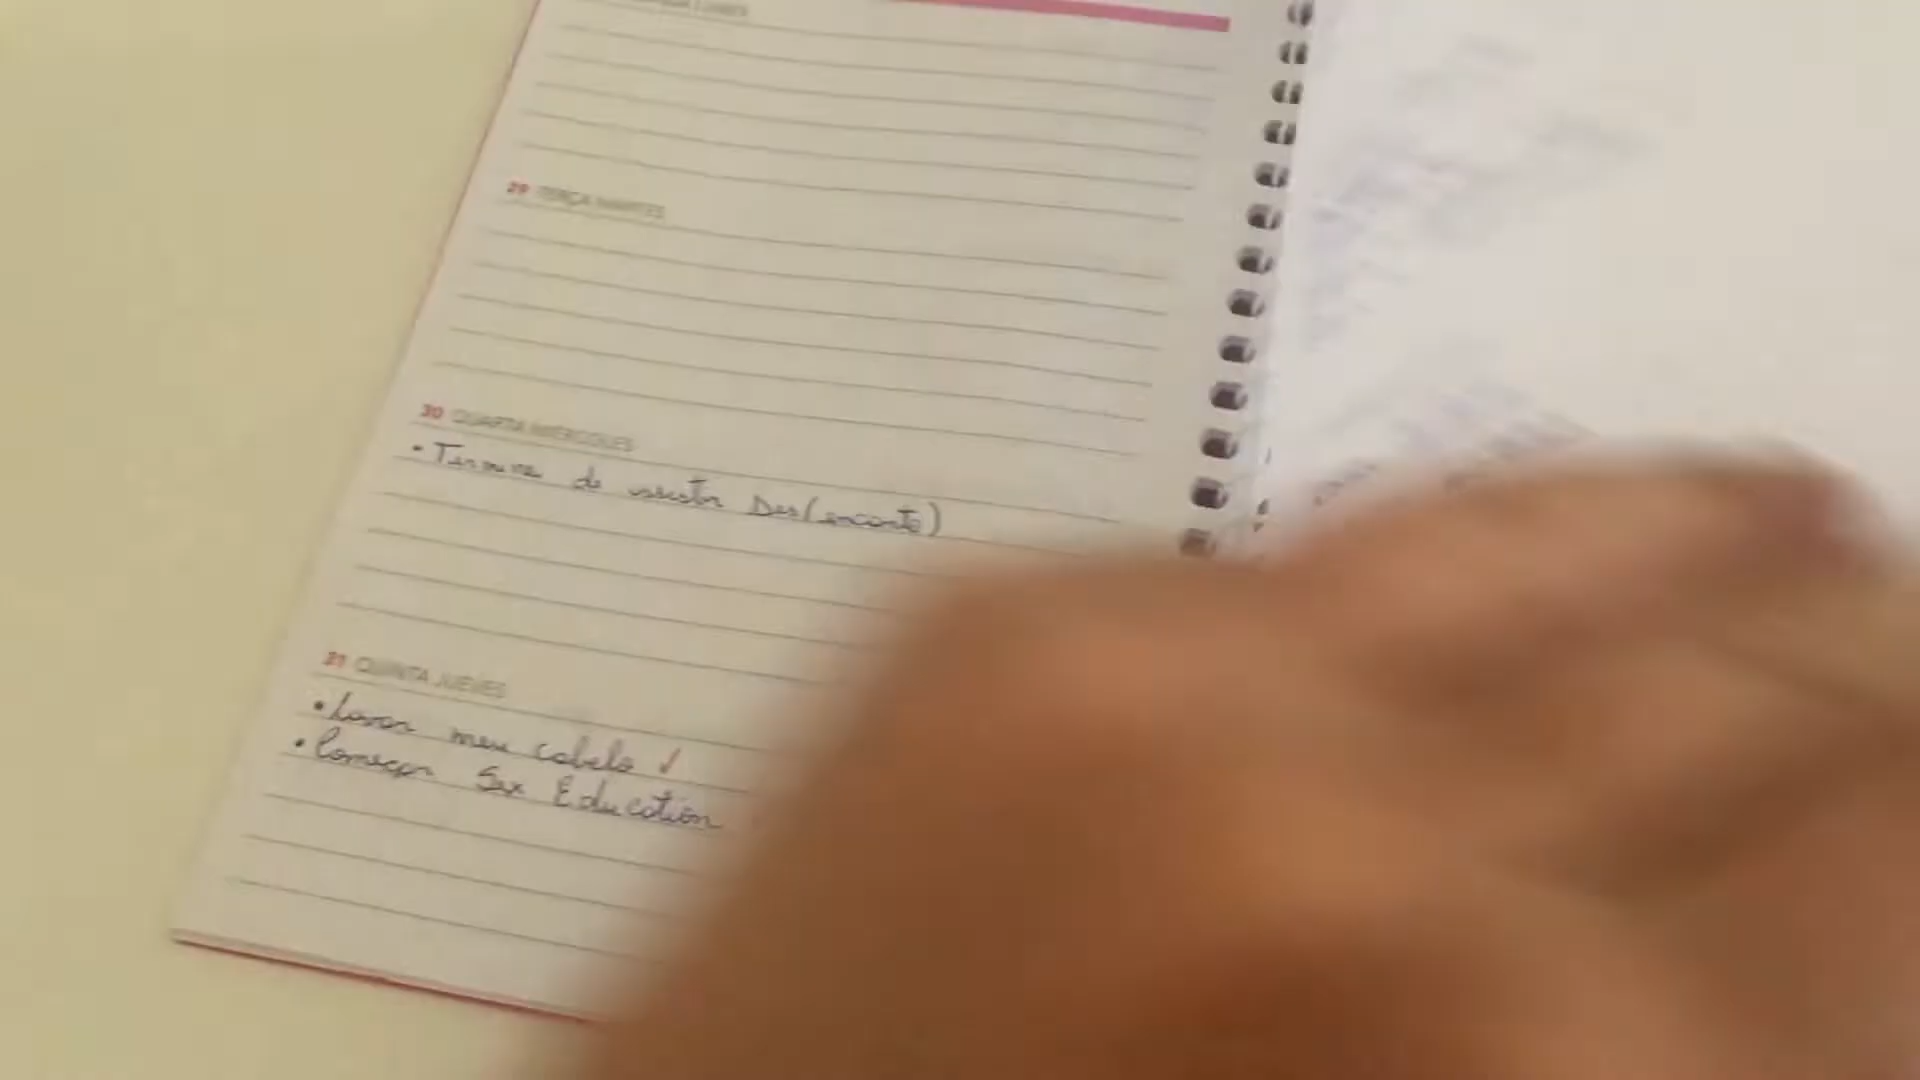 29 TERÇA MARTES
30 QUARTA MIÉRCOLES
• Terminei de assistir Des(encanto)
31 QUINTA JUEVES
• Lavar meu cabelo ✓
• Começar Sex Education